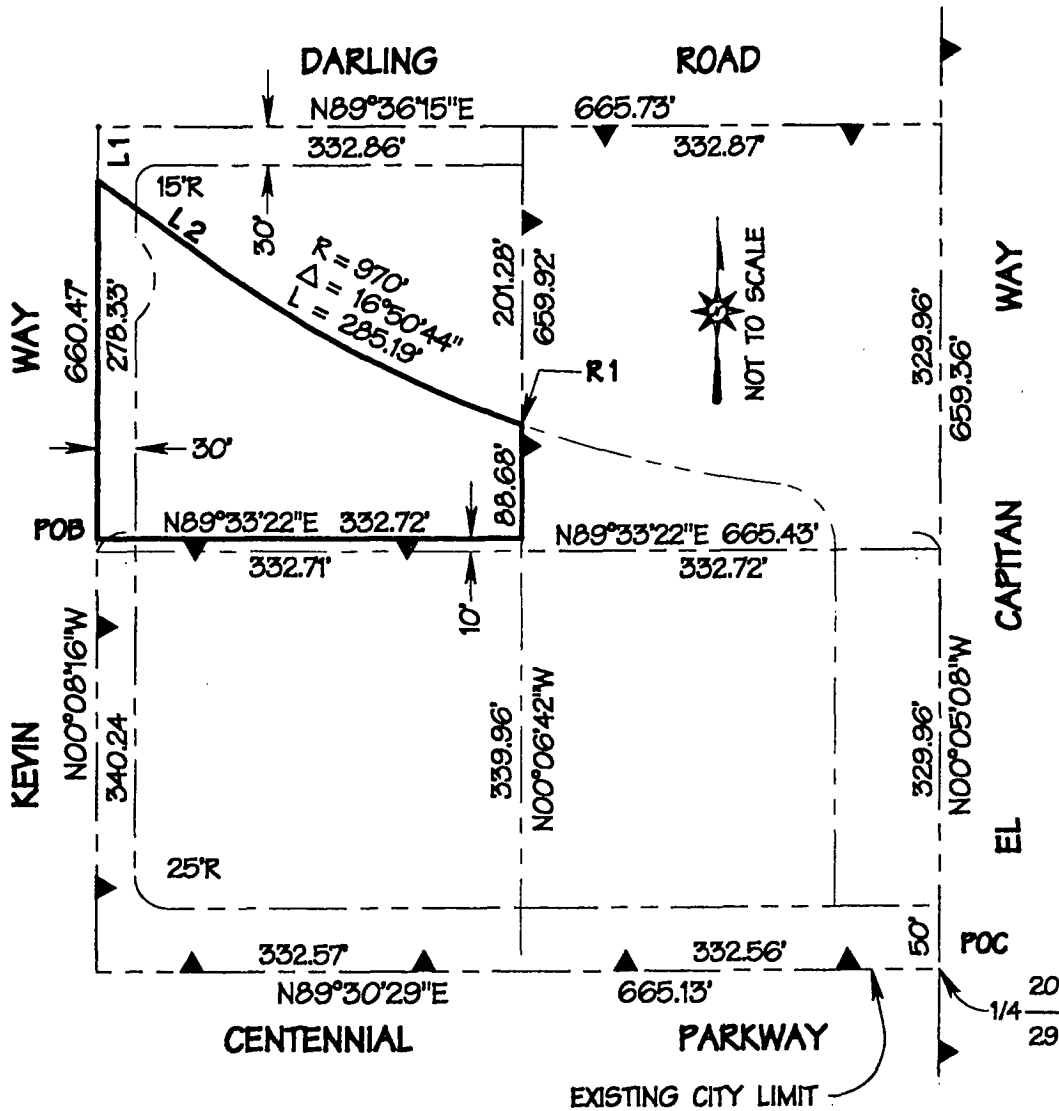 DARLING ROAD
N89°36'15"E 665.73'
332.86' 332.87'
L1
15'R
L2
30'
R = 970'
Δ = 16°50'44"
L = 285.19'
201.28'
659.92'
R1
NOT TO SCALE
WAY
660.47'
278.33'
30'
WAY
329.96'
659.36'
88.68'
POB
N89°33'22"E 332.72'
N89°33'22"E 665.43'
332.71' 332.72'
10'
CAPITAN
KEVIN
N00°08'16"W
340.24
339.96'
N00°06'42"W
329.96'
N00°05'08"W
EL
25'R
50'
POC
332.57' 332.56'
N89°30'29"E 665.13'
1/4
20
29
CENTENNIAL PARKWAY
EXISTING CITY LIMIT